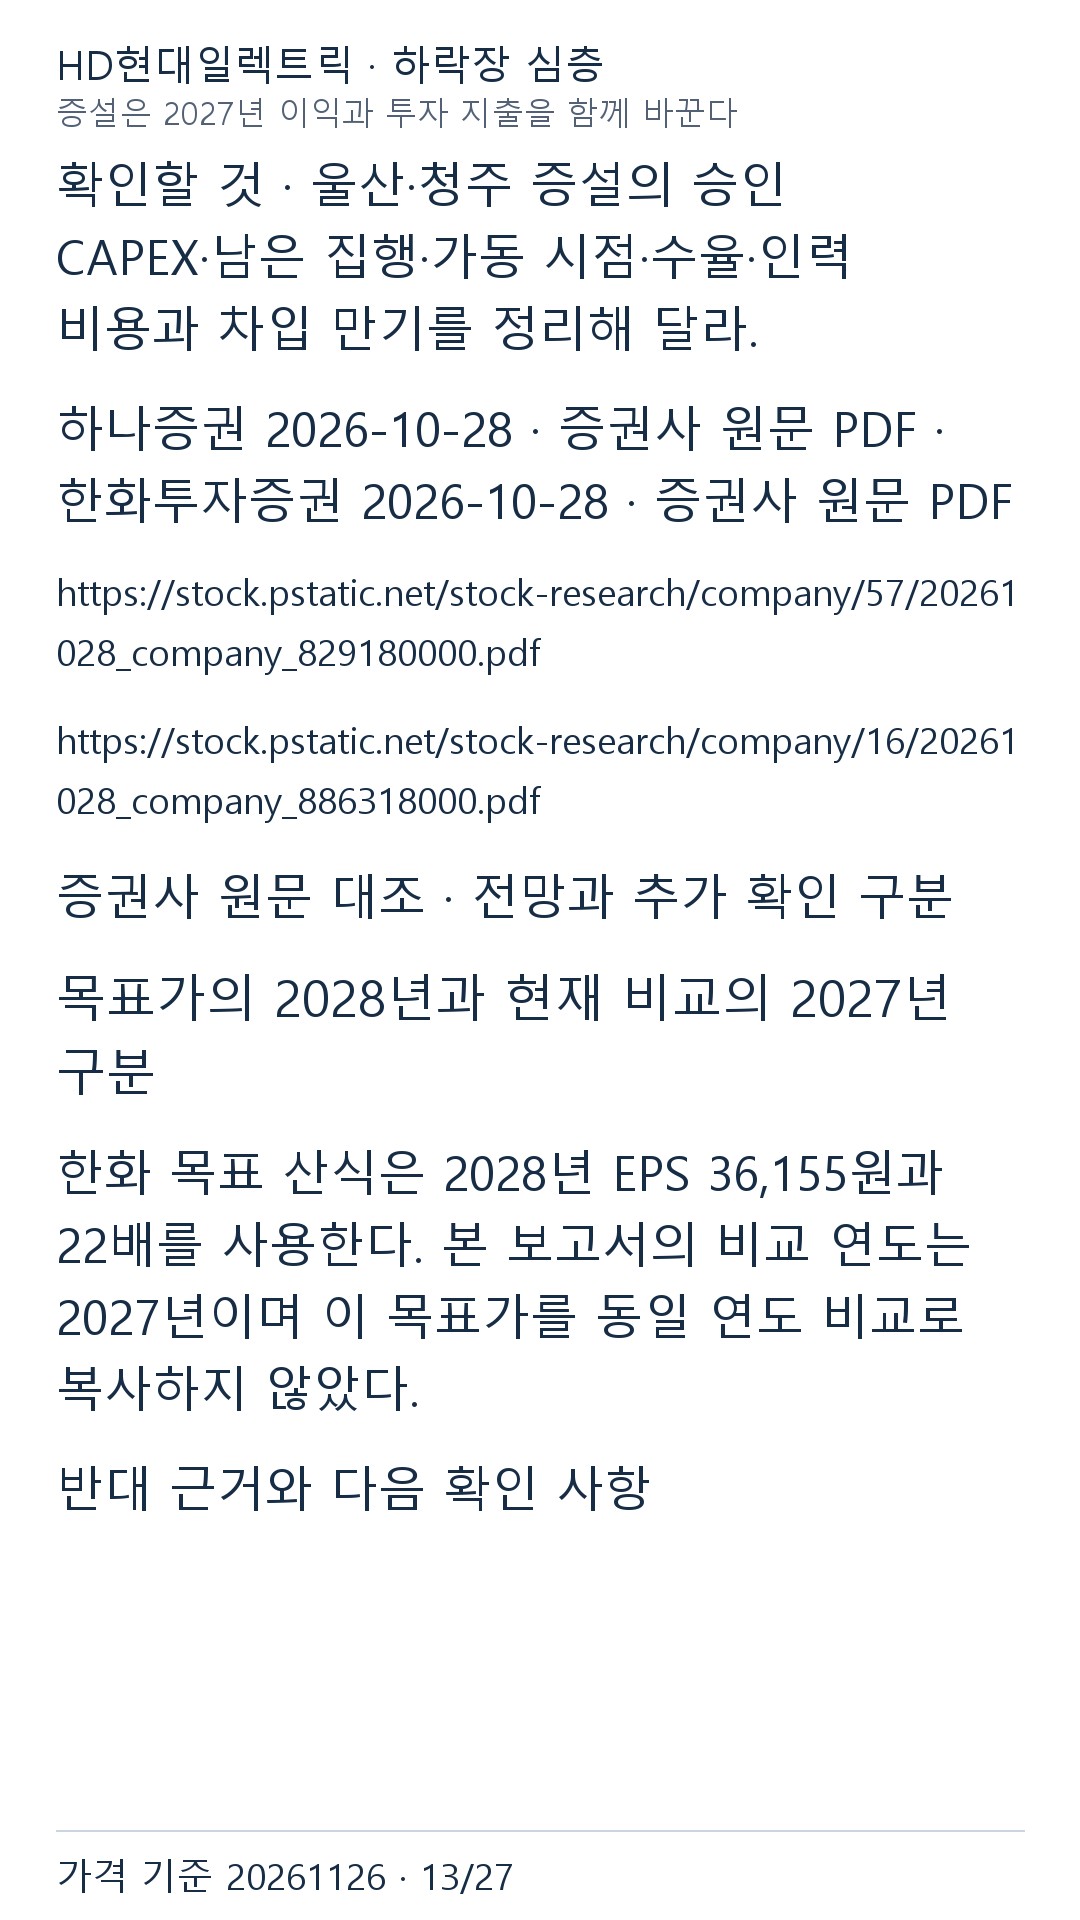 HD현대일렉트릭 · 하락장 심층
증설은 2027년 이익과 투자 지출을 함께 바꾼다
확인할 것 · 울산·청주 증설의 승인
CAPEX·남은 집행·가동 시점·수율·인력
비용과 차입 만기를 정리해 달라.
하나증권 2026-10-28 · 증권사 원문 PDF ·
한화투자증권 2026-10-28 · 증권사 원문 PDF
https://stock.pstatic.net/stock-research/company/57/20261
028_company_829180000.pdf
https://stock.pstatic.net/stock-research/company/16/20261
028_company_886318000.pdf
증권사 원문 대조 · 전망과 추가 확인 구분
목표가의 2028년과 현재 비교의 2027년
구분
한화 목표 산식은 2028년 EPS 36,155원과
22배를 사용한다. 본 보고서의 비교 연도는
2027년이며 이 목표가를 동일 연도 비교로
복사하지 않았다.
반대 근거와 다음 확인 사항
가격 기준 20261126 · 13/27